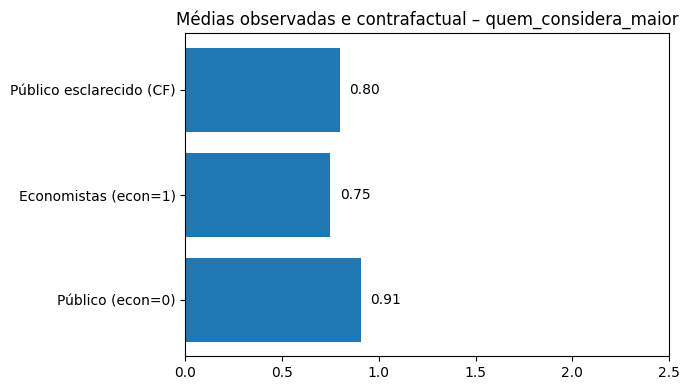 Médias observadas e contrafactual – quem_considera_maior
Público esclarecido (CF)
0.80
Economistas (econ=1)
0.75
Público (econ=0)
0.91
0.0 0.5 1.0 1.5 2.0 2.5